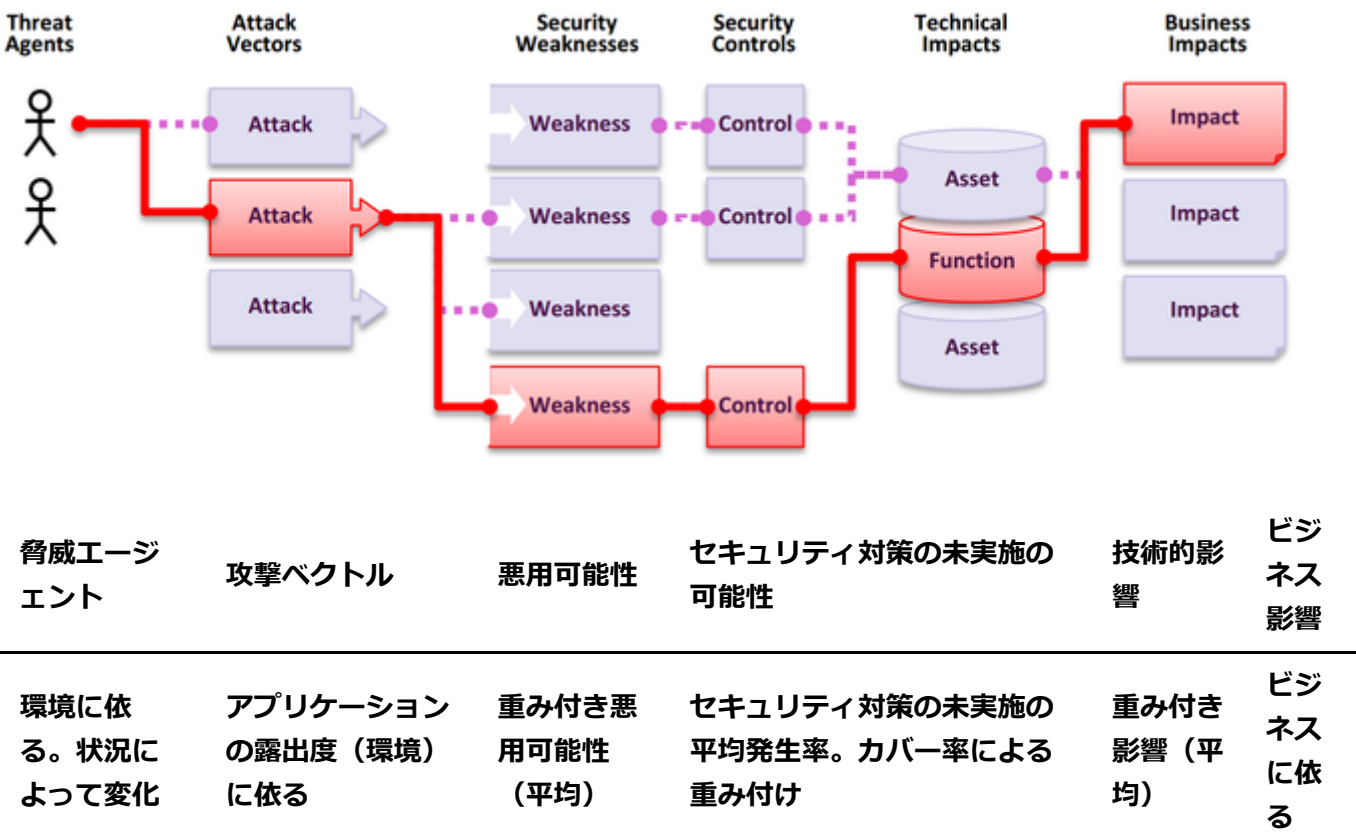 Threat
Agents
Attack
Vectors
Security
Weaknesses
Security
Controls
Technical
Impacts
Business
Impacts
Attack
Weakness
Control
Impact
Asset
Attack
Weakness
Control
Impact
Function
Attack
Weakness
Impact
Asset
Weakness
Control
脅威エージ
ェント
攻撃ベクトル
悪用可能性
セキュリティ対策の未実施の
可能性
技術的影
響
ビジ
ネス
影響
環境に依
る。状況に
よって変化
アプリケーション
の露出度（環境）
に依る
重み付き悪
用可能性
（平均）
セキュリティ対策の未実施の
平均発生率。カバー率による
重み付け
重み付き
影響（平
均）
ビジ
ネス
に依
る